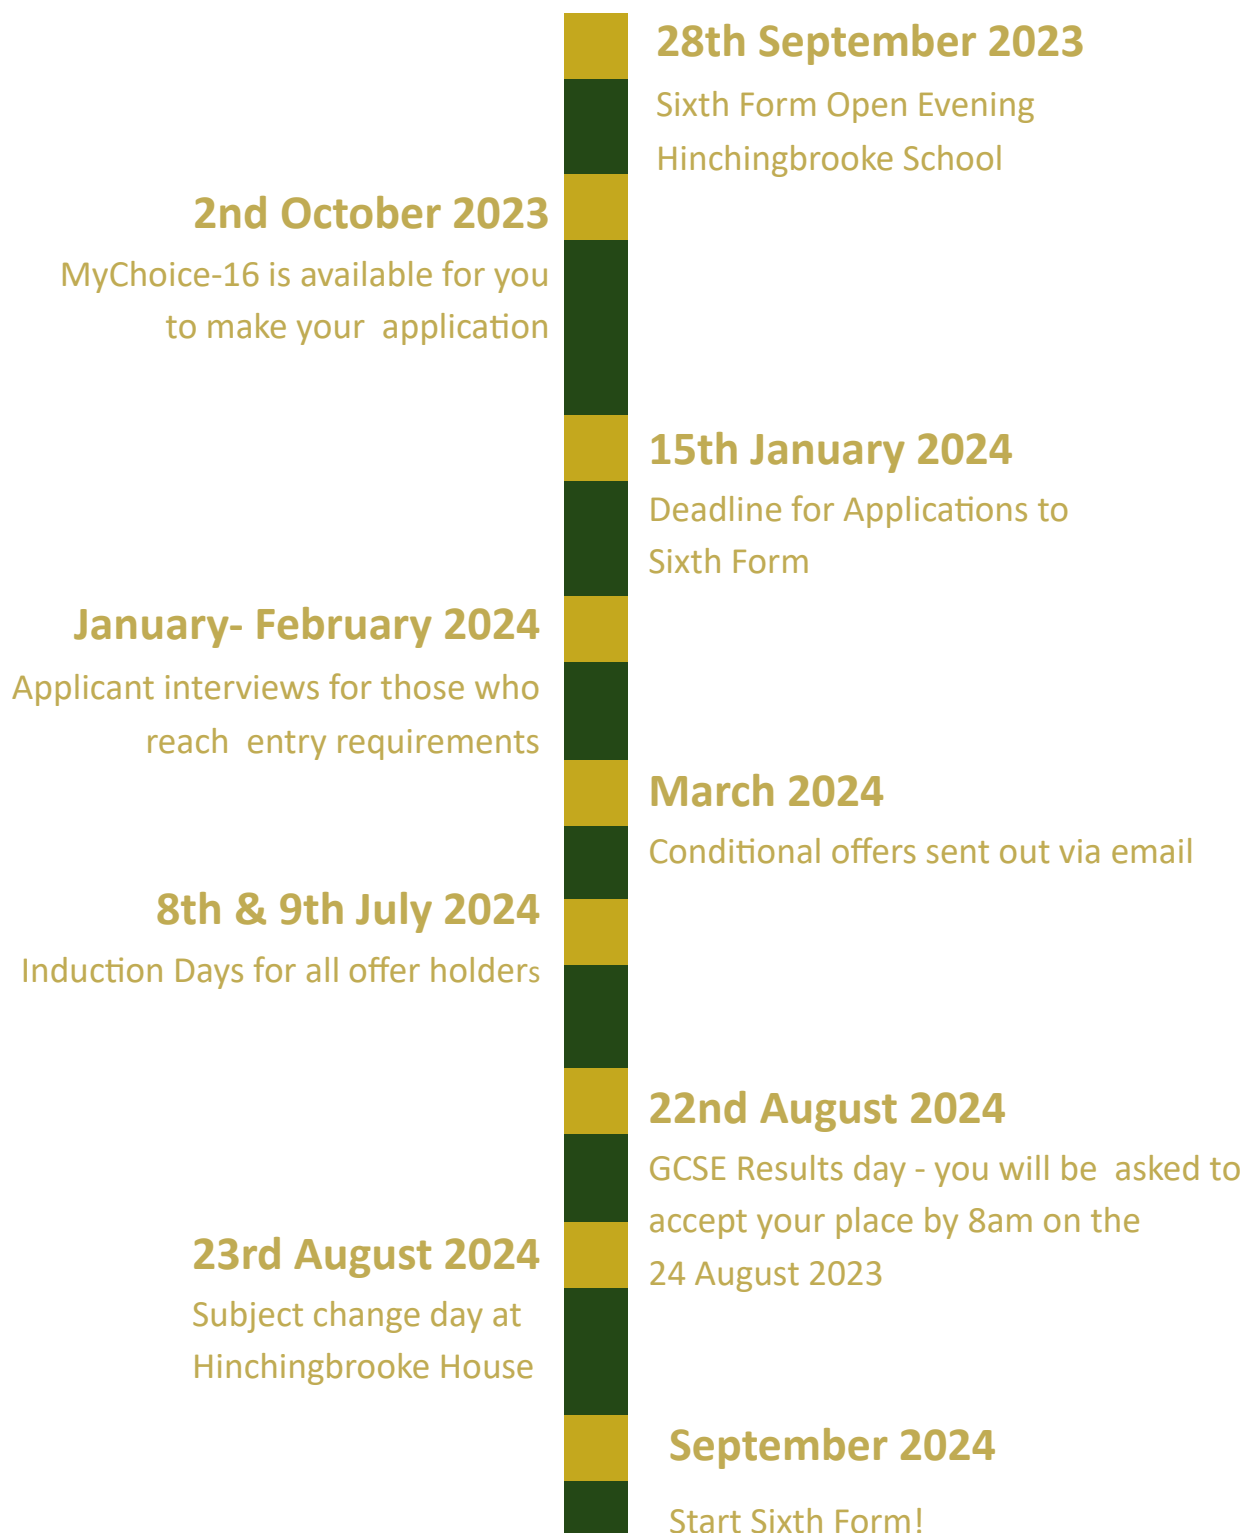 28th September 2023
Sixth Form Open Evening
Hinchingbrooke School
2nd October 2023
MyChoice-16 is available for you
to make your  application
15th January 2024
Deadline for Applications to
Sixth Form
January- February 2024
Applicant interviews for those who
reach  entry requirements
March 2024
Conditional offers sent out via email
8th & 9th July 2024
Induction Days for all offer holders
22nd August 2024
GCSE Results day - you will be  asked to
accept your place by 8am on the
24 August 2023
23rd August 2024
Subject change day at
Hinchingbrooke House
September 2024
Start Sixth Form!